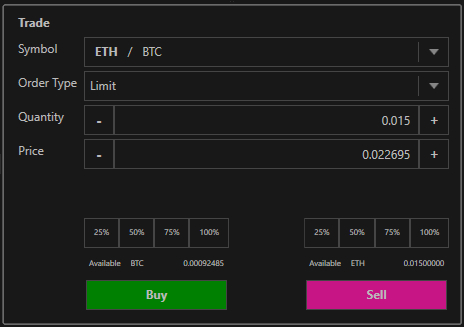 Trade
Symbol ETH / BTC
Order Type Limit
Quantity - 0.015 +
Price - 0.022695 +
25% 50% 75% 100% 25% 50% 75% 100%
Available BTC 0.00092485 Available ETH 0.01500000
Buy Sell